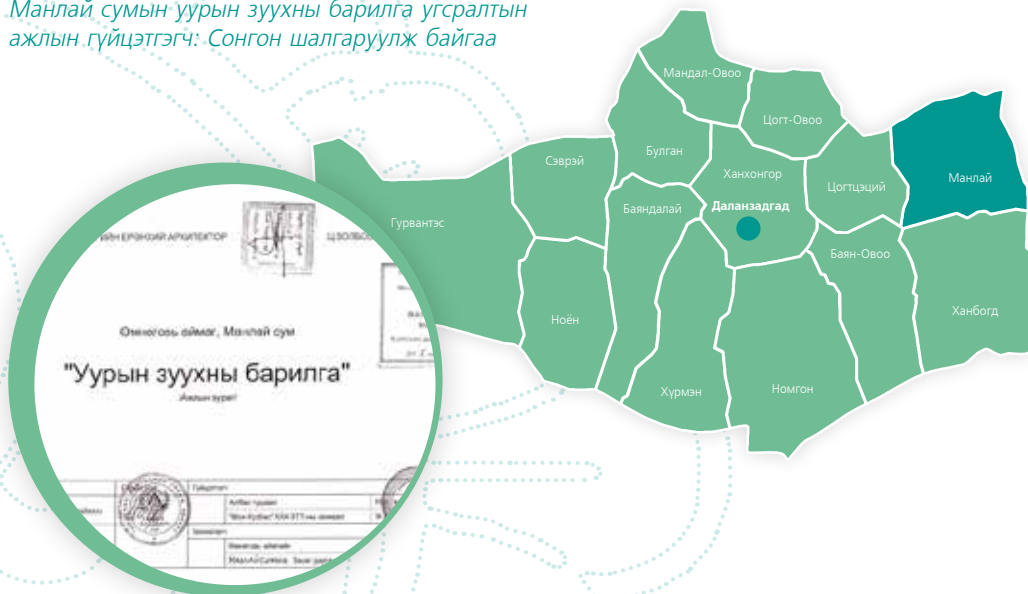 Манлай сумын уурын зуухны барилга угсралтын
ажлын гүйцэтгэгч: Сонгон шалгаруулж байгаа
Мандал-Овоо
Цогт-Овоо
Булган
Сэврэй
Ханхонгор
Манлай
Цогтцэций
Баяндалай
Даланзадгад
Гурвантэс
Баян-Овоо
Ханбогд
Ноён
Хүрмэн
Номгон
ЕРӨНХИЙ АРХИТЕКТОР
Өмнөговь аймаг, Манлай сум
"Уурын зуухны барилга"
Ажлын зураг